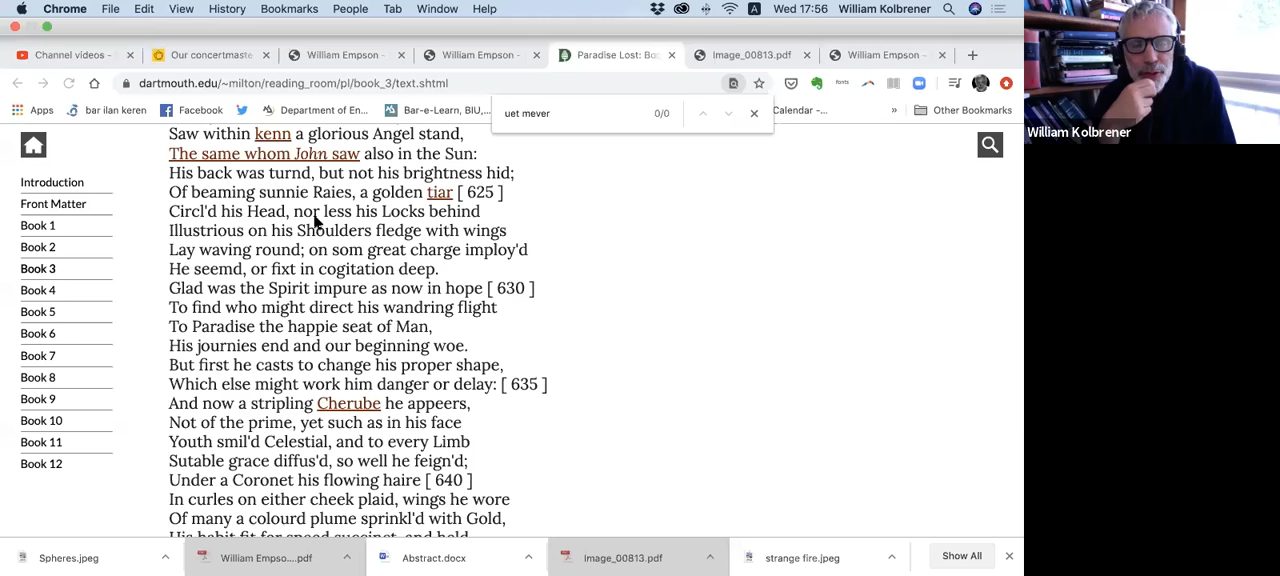 Chrome File Edit View History Bookmarks People Tab Window Help Wed 17:56 William Kolbrener
Channel videos - Our concertmaste William Em William Empson - Paradise Lost: Bo Image_00813.pdf William Empson -
dartmouth.edu/~milton/reading_room/pl/book_3/text.shtml
Apps bar ilan keren Facebook Department of En... Bar-e-Learn, BIU,... Calendar -... » Other Bookmarks
uet mever 0/0
Introduction
Front Matter
Book 1
Book 2
Book 3
Book 4
Book 5
Book 6
Book 7
Book 8
Book 9
Book 10
Book 11
Book 12
Saw within kenn a glorious Angel stand,
The same whom John saw also in the Sun:
His back was turnd, but not his brightness hid;
Of beaming sunnie Raies, a golden tiar [ 625 ]
Circl'd his Head, nor less his Locks behind
Illustrious on his Shoulders fledge with wings
Lay waving round; on som great charge imploy'd
He seemd, or fixt in cogitation deep.
Glad was the Spirit impure as now in hope [ 630 ]
To find who might direct his wandring flight
To Paradise the happie seat of Man,
His journies end and our beginning woe.
But first he casts to change his proper shape,
Which else might work him danger or delay: [ 635 ]
And now a stripling Cherube he appeers,
Not of the prime, yet such as in his face
Youth smil'd Celestial, and to every Limb
Sutable grace diffus'd, so well he feign'd;
Under a Coronet his flowing haire [ 640 ]
In curles on either cheek plaid, wings he wore
Of many a colour plume sprinkl'd with Gold,
His habit fit for speed succinct, and held
Spheres.jpeg William Empso....pdf Abstract.docx Image_00813.pdf strange fire.jpeg Show All
William Kolbrener